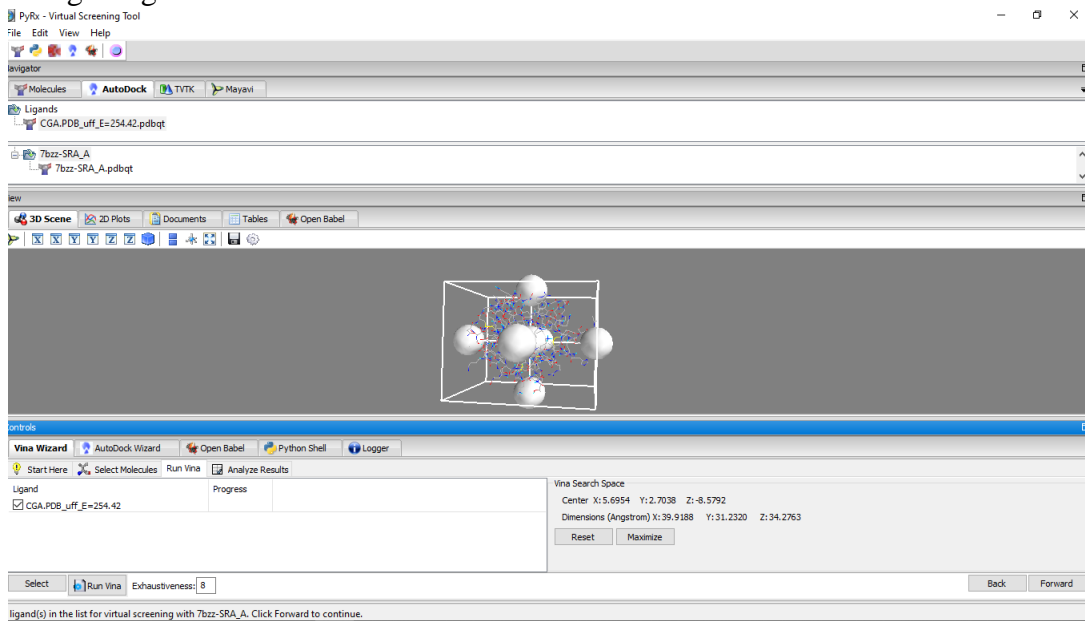 PyRx - Virtual Screening Tool
File Edit View Help
Navigator
Molecules AutoDock TVTK Mayavi
Ligands
CGA.PDB_uff_E=254.42.pdbqt
7bzz-SRA_A
7bzz-SRA_A.pdbqt
View
3D Scene 2D Plots Documents Tables Open Babel
X X Y Y Z Z
Controls
Vina Wizard AutoDock Wizard Open Babel Python Shell Logger
Start Here Select Molecules Run Vina Analyze Results
Ligand Progress
CGA.PDB_uff_E=254.42
Vina Search Space
Center X: 5.6954 Y: 2.7038 Z: -8.5792
Dimensions (Angstrom) X: 39.9188 Y: 31.2320 Z: 34.2763
Reset Maximize
Select Run Vina Exhaustiveness: 8 Back Forward
ligand(s) in the list for virtual screening with 7bzz-SRA_A. Click Forward to continue.